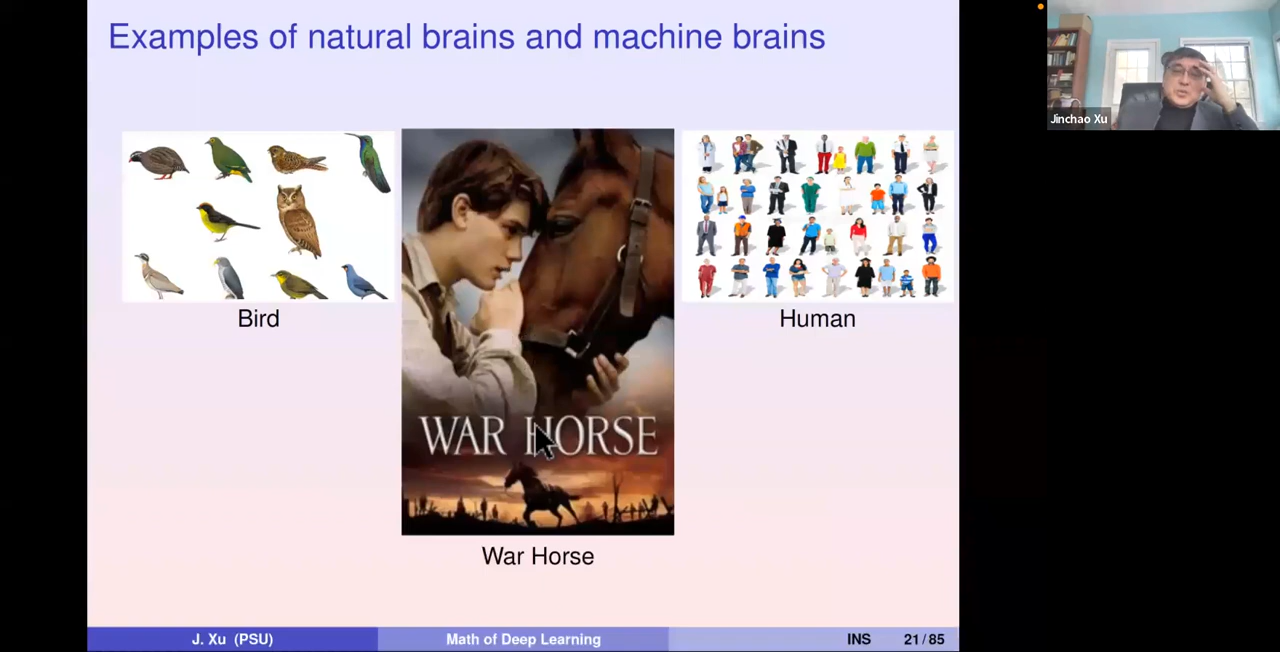 Examples of natural brains and machine brains
Jinchao Xu
Bird
WAR HORSE
Human
War Horse
J. Xu (PSU)
Math of Deep Learning
INS
21 / 85